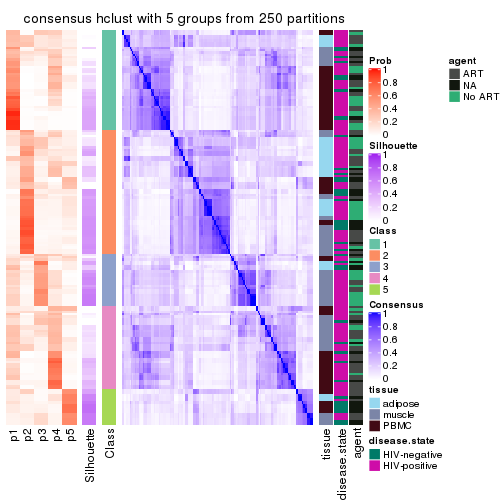 consensus hclust with 5 groups from 250 partitions
Prob
1
0.8
0.6
0.4
0.2
0
agent
ART
NA
No ART
Silhouette
1
0.8
0.6
0.4
0.2
0
Class
1
2
3
4
5
Consensus
1
0.8
0.6
0.4
0.2
0
tissue
adipose
muscle
PBMC
disease.state
HIV-negative
HIV-positive
p1
p2
p3
p4
p5
Silhouette
Class
tissue
disease.state
agent